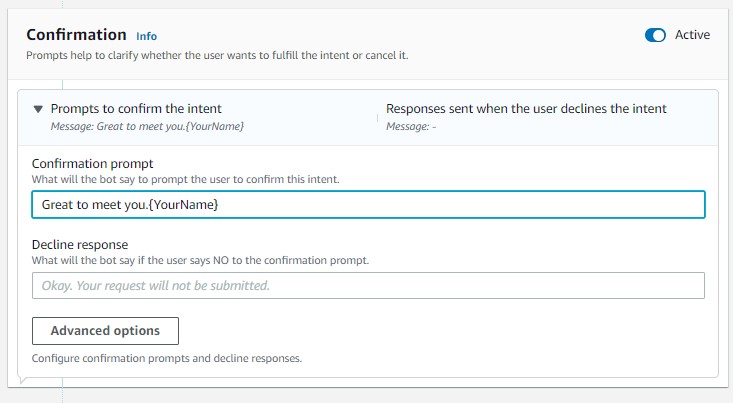 Confirmation Info
Active
Prompts help to clarify whether the user wants to fulfill the intent or cancel it.
Prompts to confirm the intent
Message: Great to meet you.{YourName}
Responses sent when the user declines the intent
Message: -
Confirmation prompt
What will the bot say to prompt the user to confirm this intent.
Great to meet you.{YourName}
Decline response
What will the bot say if the user says NO to the confirmation prompt.
Okay. Your request will not be submitted.
Advanced options
Configure confirmation prompts and decline responses.